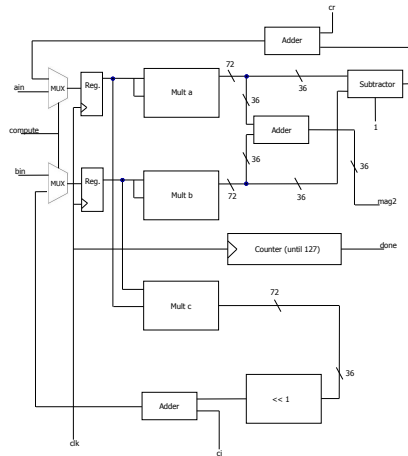 cr
Adder
72
36
ain
MUX
Reg.
Mult a
36
Subtractor
compute
Adder
1
36
36
bin
MUX
Reg.
Mult b
72
36
mag2
Counter (until 127)
done
Mult c
72
36
Adder
<< 1
clk
ci